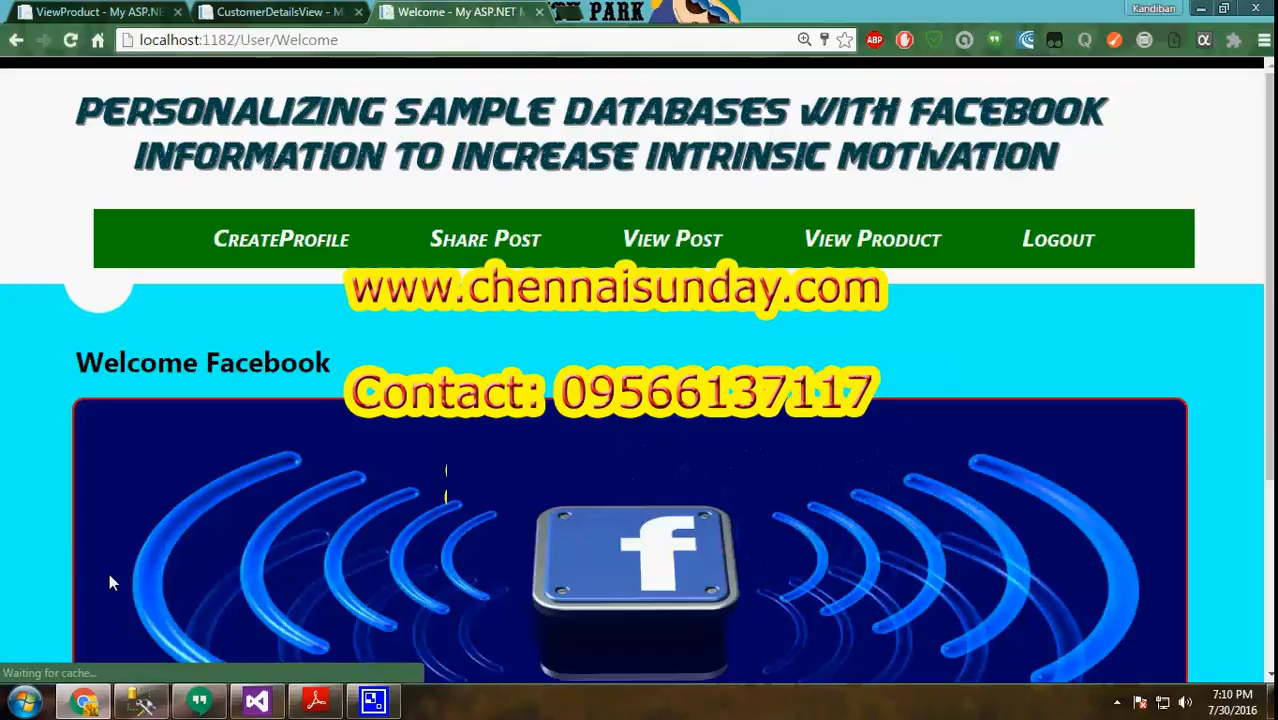 ViewProduct - My ASP.NE
CustomerDetailsView - M
Welcome - My ASP.NET M
PARK
Kandiban
localhost:1182/User/Welcome
ABP
PERSONALIZING SAMPLE DATABASES WITH FACEBOOK
INFORMATION TO INCREASE INTRINSIC MOTIVATION
CREATEPROFILE
SHARE POST
VIEW POST
VIEW PRODUCT
LOGOUT
www.chennaisunday.com
Welcome Facebook
Contact: 09566137117
f
Waiting for cache...
7:10 PM
7/30/2016